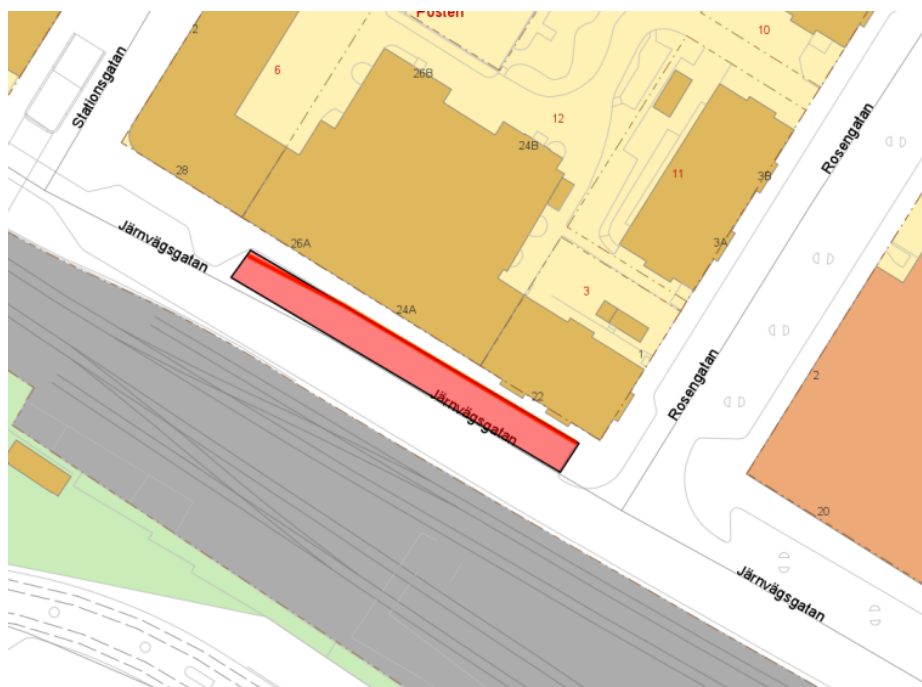 Posten
2
10
Stationsgatan
6
26B
12
24B
Rosengatan
11
3B
28
Järnvägsgatan
26A
3A
3
24A
1
Rosengatan
2
22
Järnvägsgatan
20
Järnvägsgatan